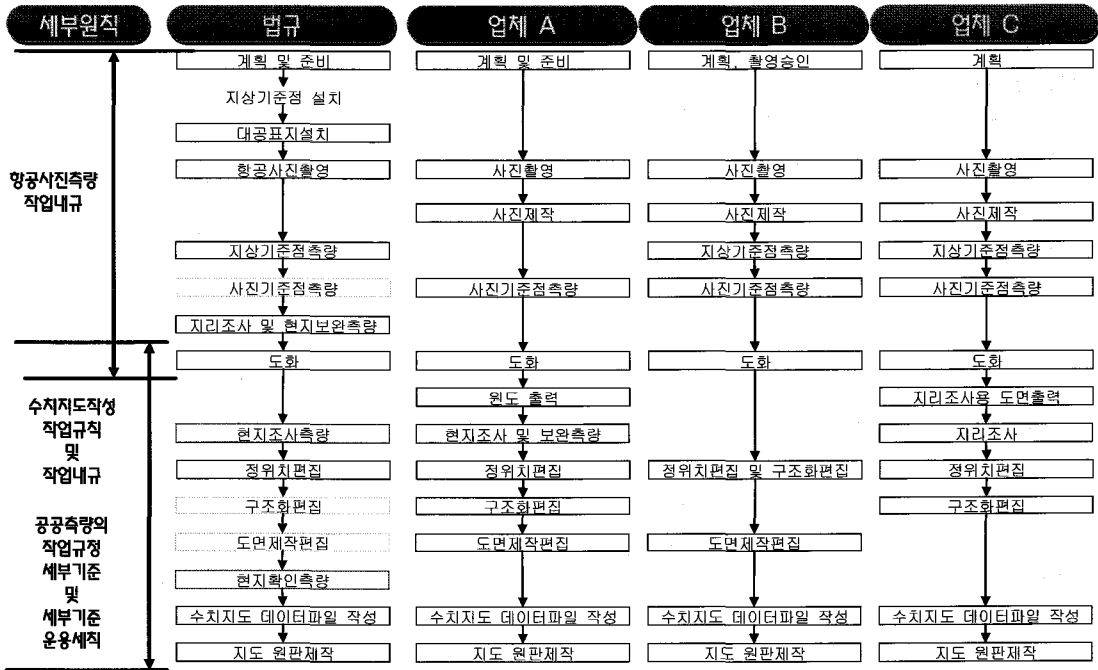 세부원칙
법규
업체 A
업체 B
업체 C
계획 및 준비
계획 및 준비
계획, 촬영승인
계획
지상기준점 설치
대공표지설치
항공사진측량
작업내규
항공사진촬영
사진촬영
사진촬영
사진촬영
사진제작
사진제작
사진제작
지상기준점측량
지상기준점측량
지상기준점측량
사진기준점측량
사진기준점측량
사진기준점측량
사진기준점측량
지리조사 및 현지보완측량
도화
도화
도화
도화
수치지도작성
작업규칙
및
작업내규
원도 출력
지리조사용 도면출력
현지조사측량
현지조사 및 보완측량
지리조사
정위치편집
정위치편집
정위치편집 및 구조화편집
정위치편집
구조화편집
구조화편집
구조화편집
공공측량의
작업규정
세부기준
및
세부기준
운용세칙
도면제작편집
도면제작편집
도면제작편집
현지확인측량
수치지도 데이터파일 작성
수치지도 데이터파일 작성
수치지도 데이터파일 작성
수치지도 데이터파일 작성
지도 원판제작
지도 원판제작
지도 원판제작
지도 원판제작